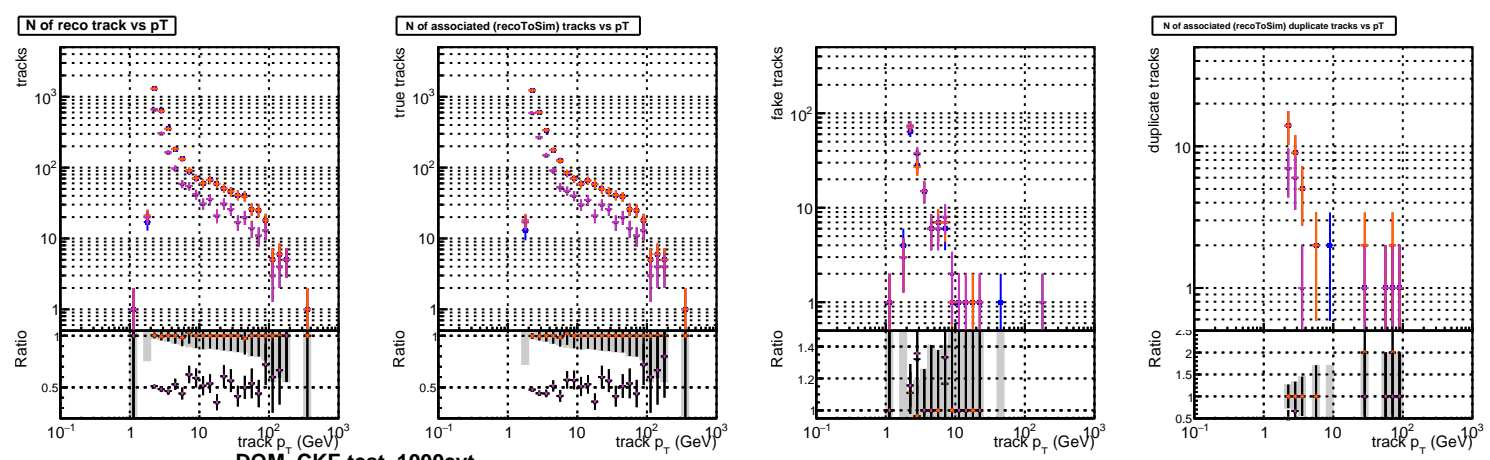 N of reco track vs pT
N of associated (recoToSim) tracks vs pT
N of associated (recoToSim) duplicate tracks vs pT
tracks
10³
10²
10
1
Ratio
1
0.5
10⁻¹ 1 10 10² 10³
track p_T (GeV)
true tracks
10³
10²
10
1
Ratio
1
0.5
10⁻¹ 1 10 10² 10³
track p_T (GeV)
fake tracks
10²
10
1
Ratio
1.4
1.2
1
10⁻¹ 1 10 10² 10³
track p_T (GeV)
duplicate tracks
10
1
Ratio
2.5
2
1.5
1
0.5
10⁻¹ 1 10 10² 10³
track p_T (GeV)